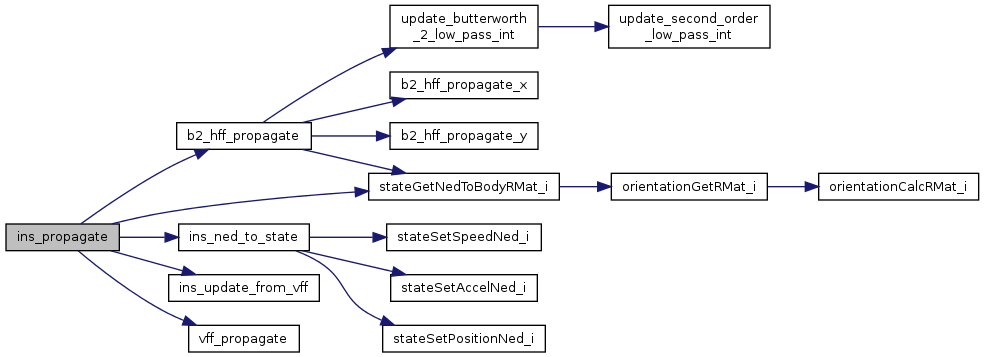 update_butterworth
_2_low_pass_int
update_second_order
_low_pass_int
b2_hff_propagate_x
b2_hff_propagate
b2_hff_propagate_y
stateGetNedToBodyRMat_i
orientationGetRMat_i
orientationCalcRMat_i
ins_propagate
ins_ned_to_state
stateSetSpeedNed_i
ins_update_from_vff
stateSetAccelNed_i
vff_propagate
stateSetPositionNed_i